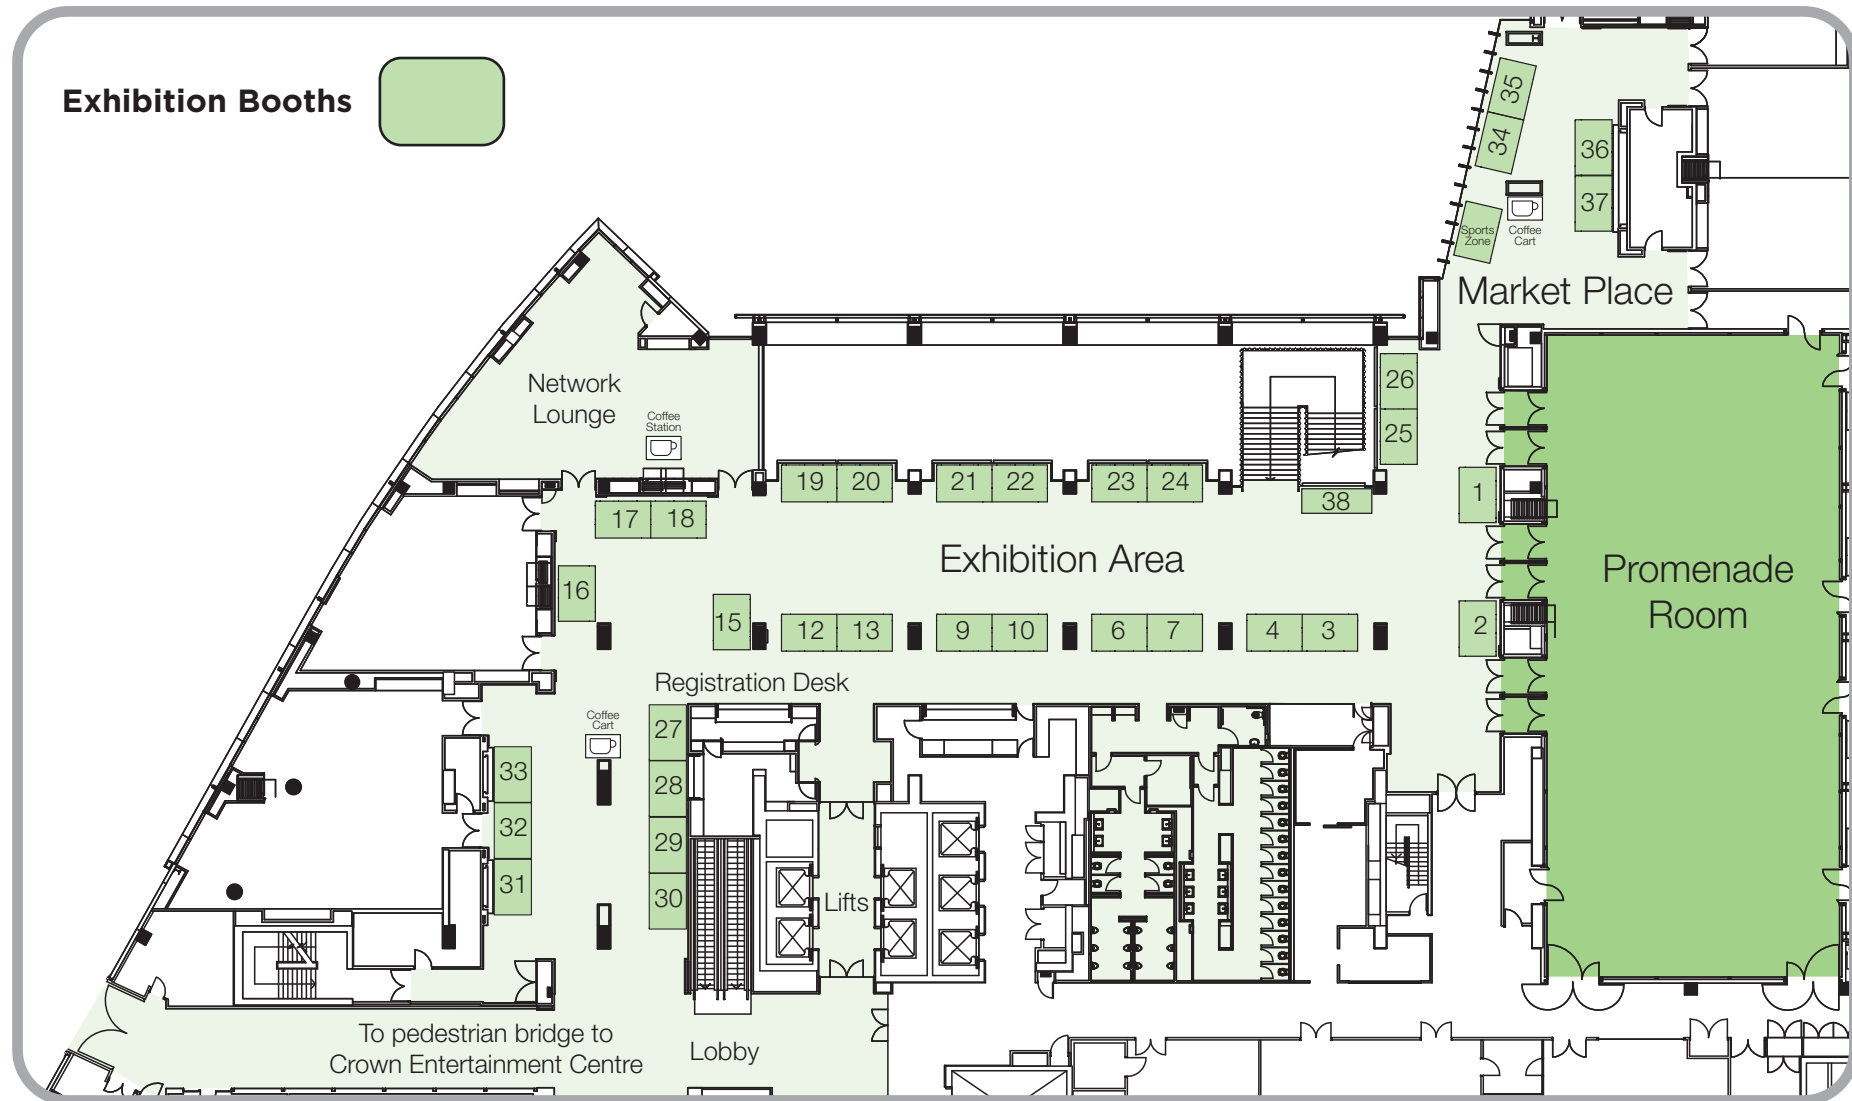 Exhibition Booths
35
34
36
37
Sports
Zone
Coffee
Cart
Market Place
Network
Lounge
Coffee
Station
26
25
19
20
21
22
23
24
38
1
17
18
Exhibition Area
Promenade
Room
16
15
12
13
9
10
6
7
4
3
2
Registration Desk
Coffee
Cart
27
28
29
30
33
32
31
Lifts
To pedestrian bridge to
Crown Entertainment Centre
Lobby